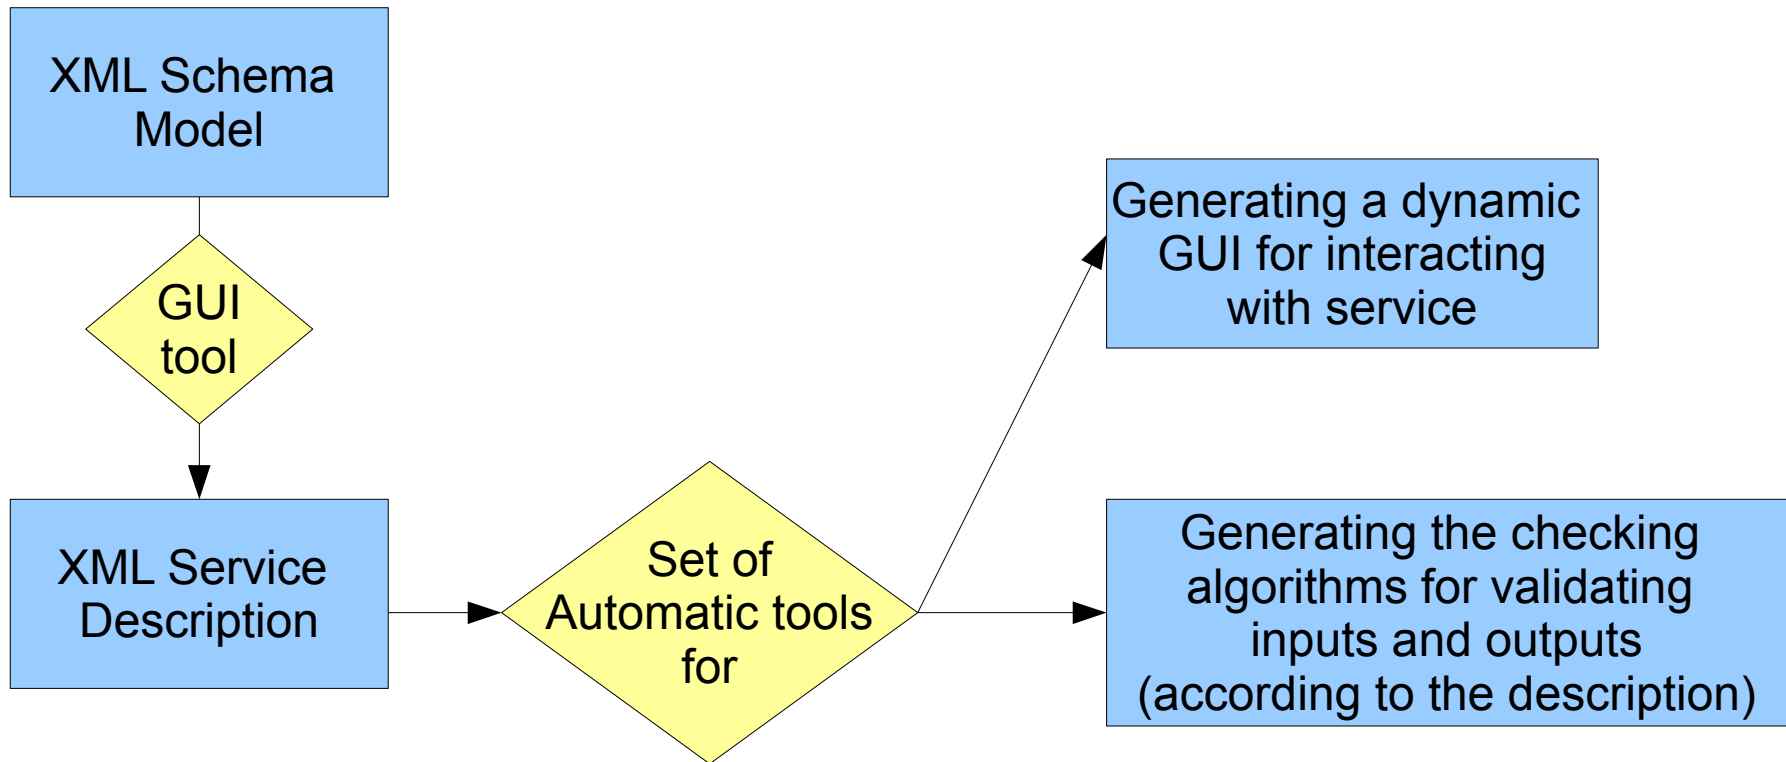 XML Schema
Model
GUI
tool
XML Service
Description
Set of
Automatic tools
for
Generating a dynamic
GUI for interacting
with service
Generating the checking
algorithms for validating
inputs and outputs
(according to the description)